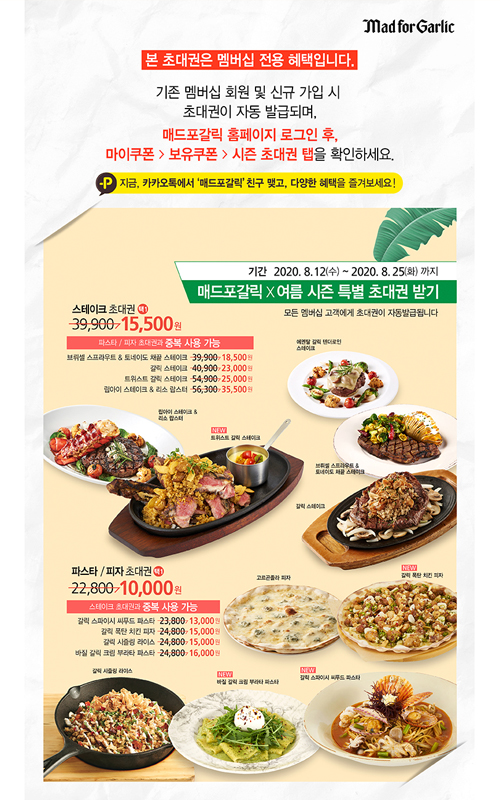 Mad for Garlic
본 초대권은 멤버십 전용 혜택입니다.
기존 멤버십 회원 및 신규 가입 시
초대권이 자동 발급되며,
매드포갈릭 홈페이지 로그인 후,
마이쿠폰 > 보유쿠폰 > 시즌 초대권 탭을 확인하세요.
P 지금, 카카오톡에서 '매드포갈릭' 친구 맺고, 다양한 혜택을 즐겨보세요!
기간 2020. 8.12(수) ~ 2020. 8.25(화) 까지
매드포갈릭 X 여름 시즌 특별 초대권 받기
모든 멤버십 고객에게 초대권이 자동발급됩니다
스테이크 초대권 택1
39,900 15,500원
파스타 / 피자 초대권과 중복 사용 가능
브뤼셀 스프라우트 & 토네이도 채끝 스테이크 39,900 18,500원
갈릭 스테이크 40,900 23,000원
트위스트 갈릭 스테이크 54,900 25,000원
립아이 스테이크 & 리소 랍스터 56,300 35,500원
에멘탈 갈릭 텐더로인
스테이크
립아이 스테이크 &
리소 랍스터
NEW
트위스트 갈릭 스테이크
브뤼셀 스프라우트 &
토네이도 채끝 스테이크
갈릭 스테이크
파스타 / 피자 초대권 택1
22,800 10,000원
스테이크 초대권과 중복 사용 가능
갈릭 스파이시 씨푸드 파스타 23,800 13,000원
갈릭 폭탄 치킨 피자 24,800 15,000원
갈릭 시즐링 라이스 24,800 15,000원
바질 갈릭 크림 부라타 파스타 24,800 16,000원
고르곤졸라 피자
NEW
갈릭 폭탄 치킨 피자
갈릭 시즐링 라이스
NEW
바질 갈릭 크림 부라타 파스타
NEW
갈릭 스파이시 씨푸드 파스타